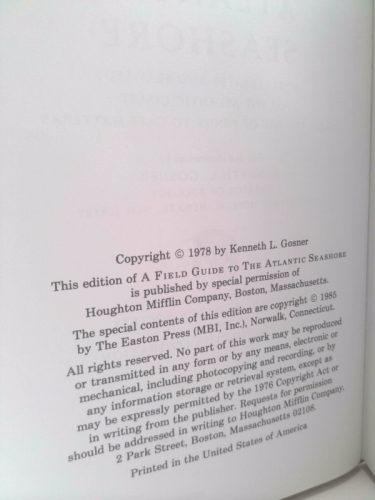 Copyright © 1978 by Kenneth L. Gosner
This edition of A FIELD GUIDE TO THE ATLANTIC SEASHORE
is published by special permission of
Houghton Mifflin Company, Boston, Massachusetts.
The special contents of this edition are copyright © 1985
by The Easton Press (MBI, Inc.), Norwalk, Connecticut.
All rights reserved. No part of this work may be reproduced
or transmitted in any form or by any means, electronic or
mechanical, including photocopying and recording, or by
any information storage or retrieval system, except as
may be expressly permitted by the 1976 Copyright Act or
in writing from the publisher. Requests for permission
should be addressed in writing to Houghton Mifflin Company,
2 Park Street, Boston, Massachusetts 02108.
Printed in the United States of America